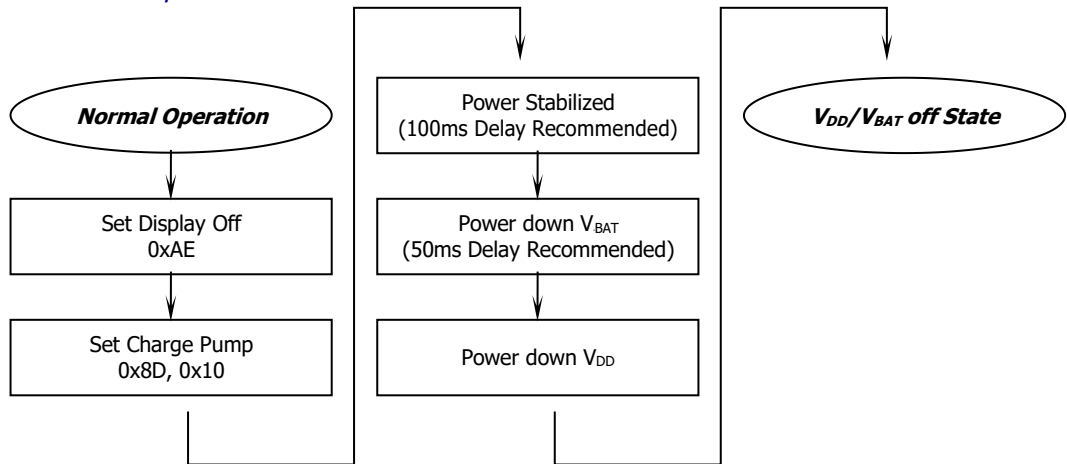 Normal Operation
Set Display Off
0xAE
Set Charge Pump
0x8D, 0x10
Power Stabilized
(100ms Delay Recommended)
Power down VBAT
(50ms Delay Recommended)
Power down VDD
VDD/VBAT off State